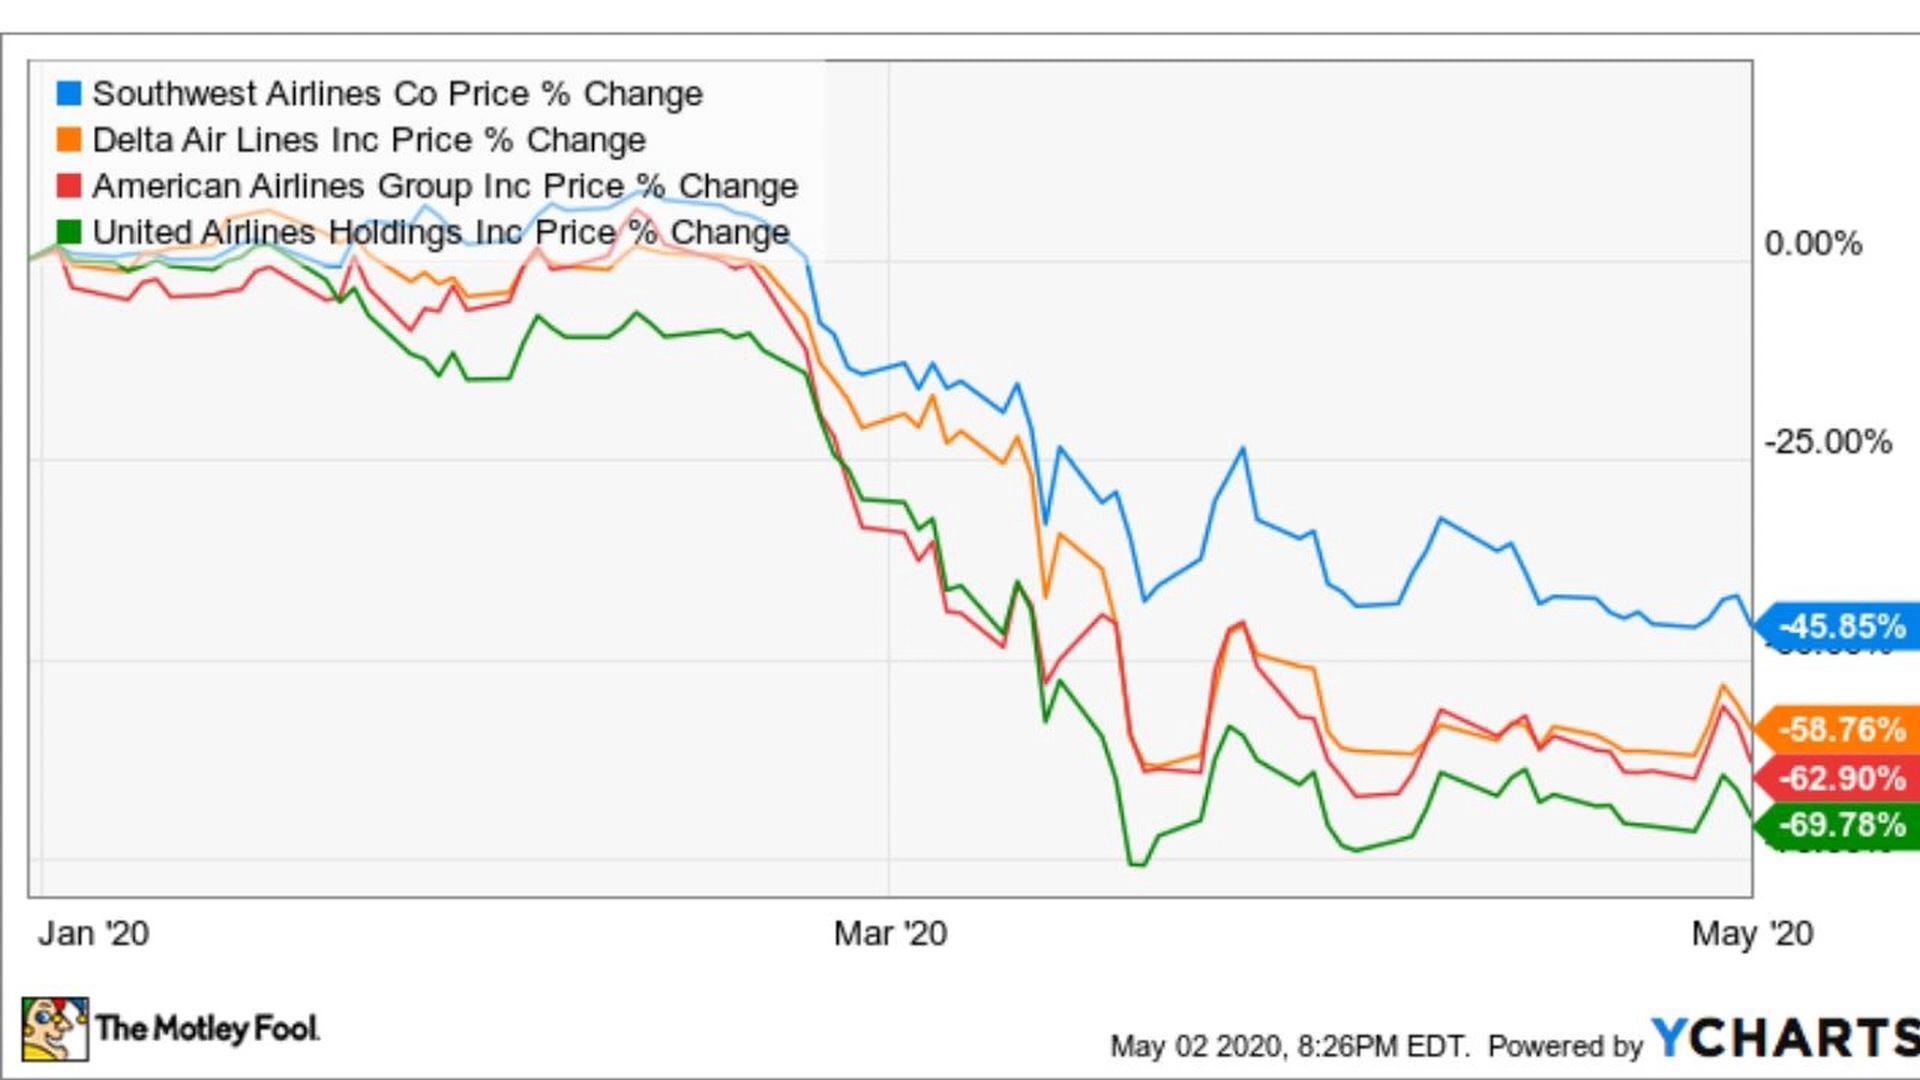 Southwest Airlines Co Price % Change
Delta Air Lines Inc Price % Change
American Airlines Group Inc Price % Change
United Airlines Holdings Inc Price % Change
0.00%
-25.00%
-45.85%
-58.76%
-62.90%
-69.78%
Jan '20
Mar '20
May '20
The Motley Fool.
May 02 2020, 8:26PM EDT. Powered by YCHARTS